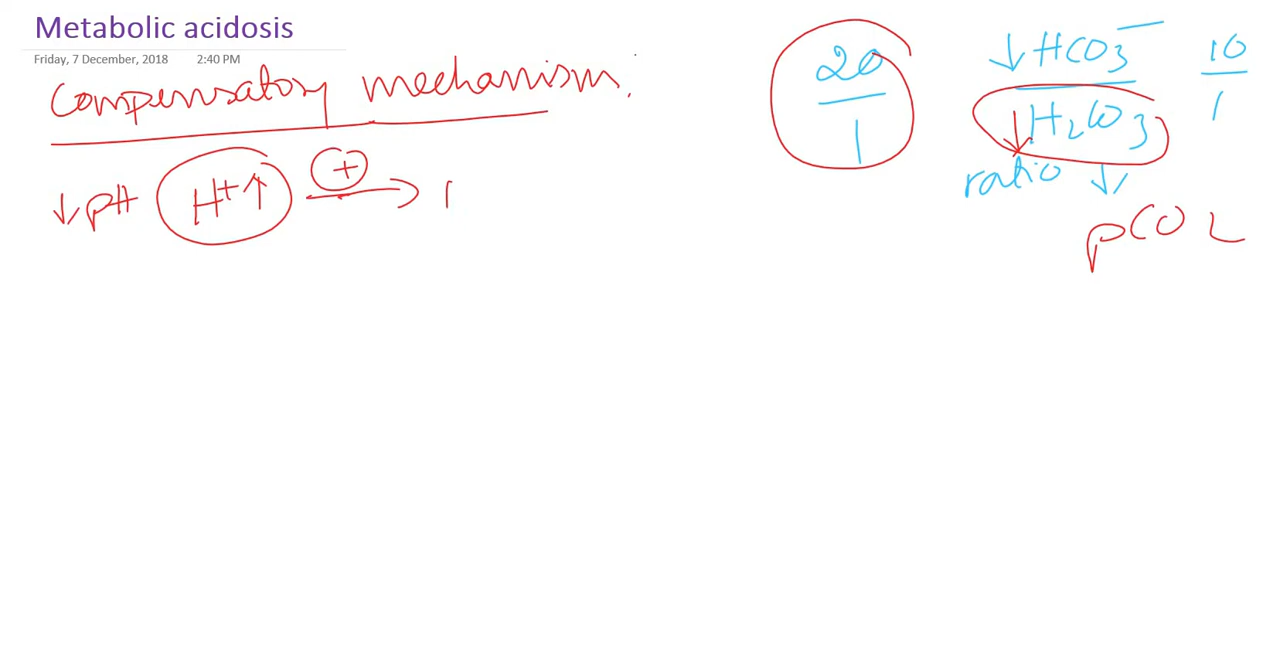 Metabolic acidosis
Friday, 7 December, 2018 2:40 PM
Compensatory mechanism.
↓ pH H+↑ (+) →
20
1
↓ HCO3⁻
↓ H2CO3
ratio ↓
10
1
pCO2